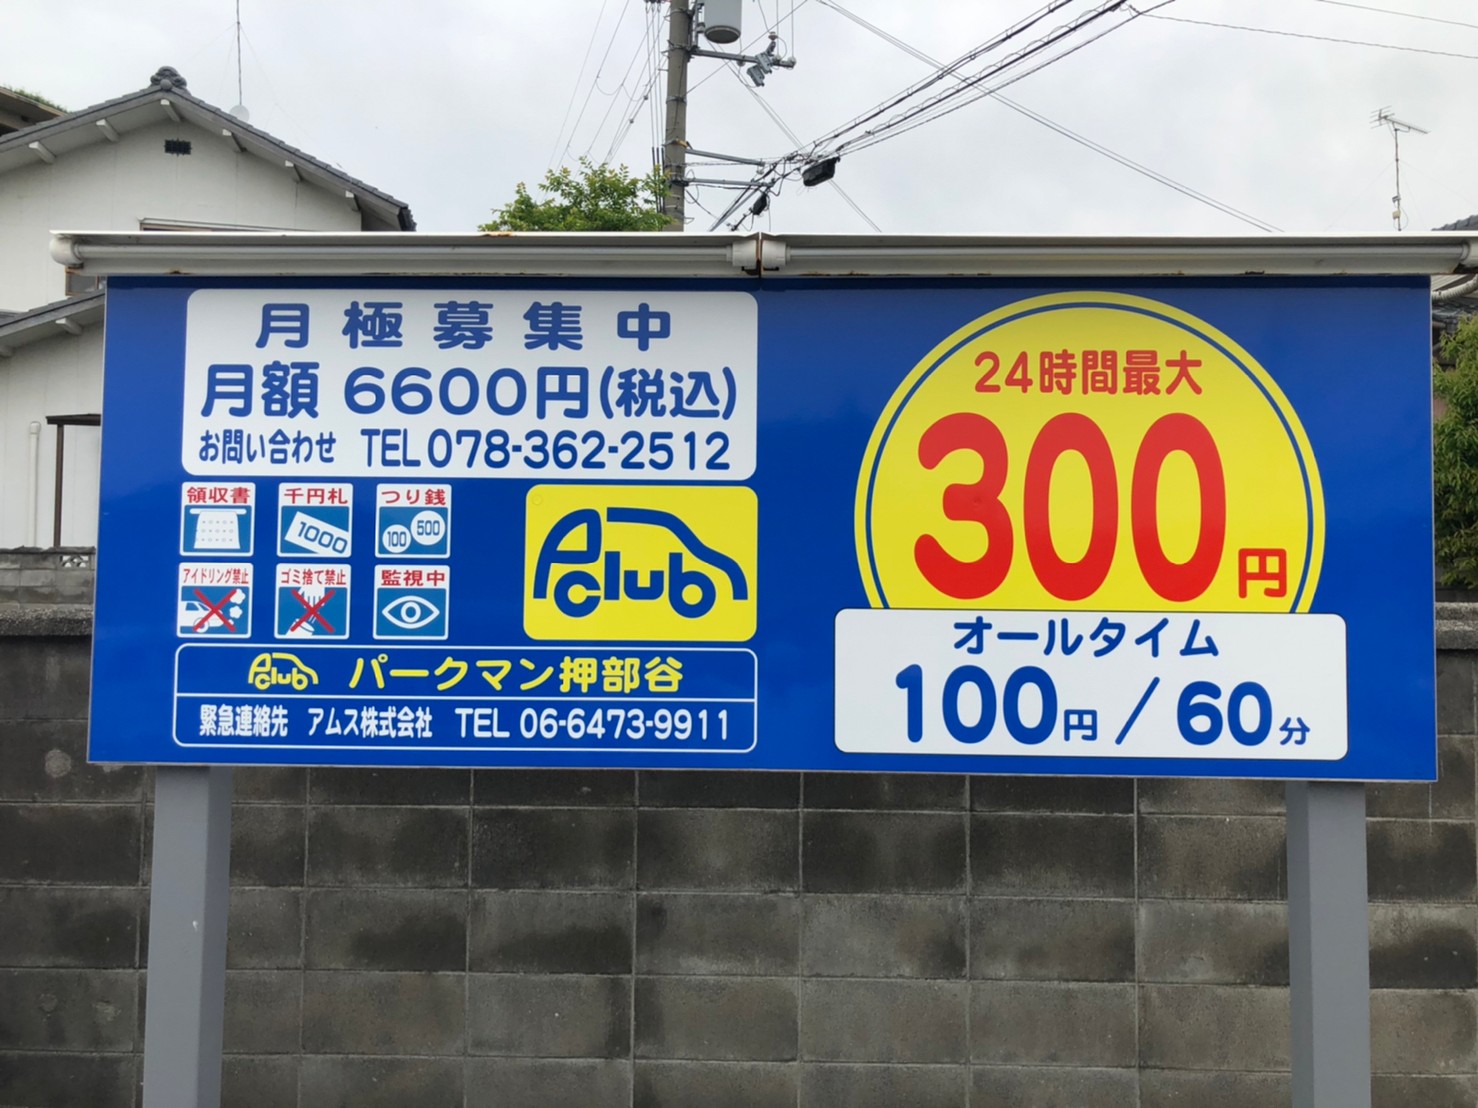 月極募集中
月額 6600円(税込)
お問い合わせ TEL078-362-2512
領収書 千円札 つり銭
1000 100 500
アイドリング禁止 ゴミ捨て禁止 監視中
Pclub
Pclub パークマン押部谷
緊急連絡先 アムス株式会社 TEL 06-6473-9911
24時間最大
300円
オールタイム
100円/60分